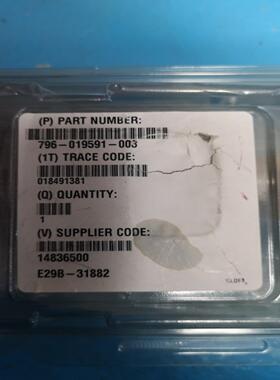 (P) PART NUMBER:
796-019591-003
(1T) TRACE CODE:
018491381
(Q) QUANTITY:
1
(V) SUPPLIER CODE:
14836500
E29B-31882